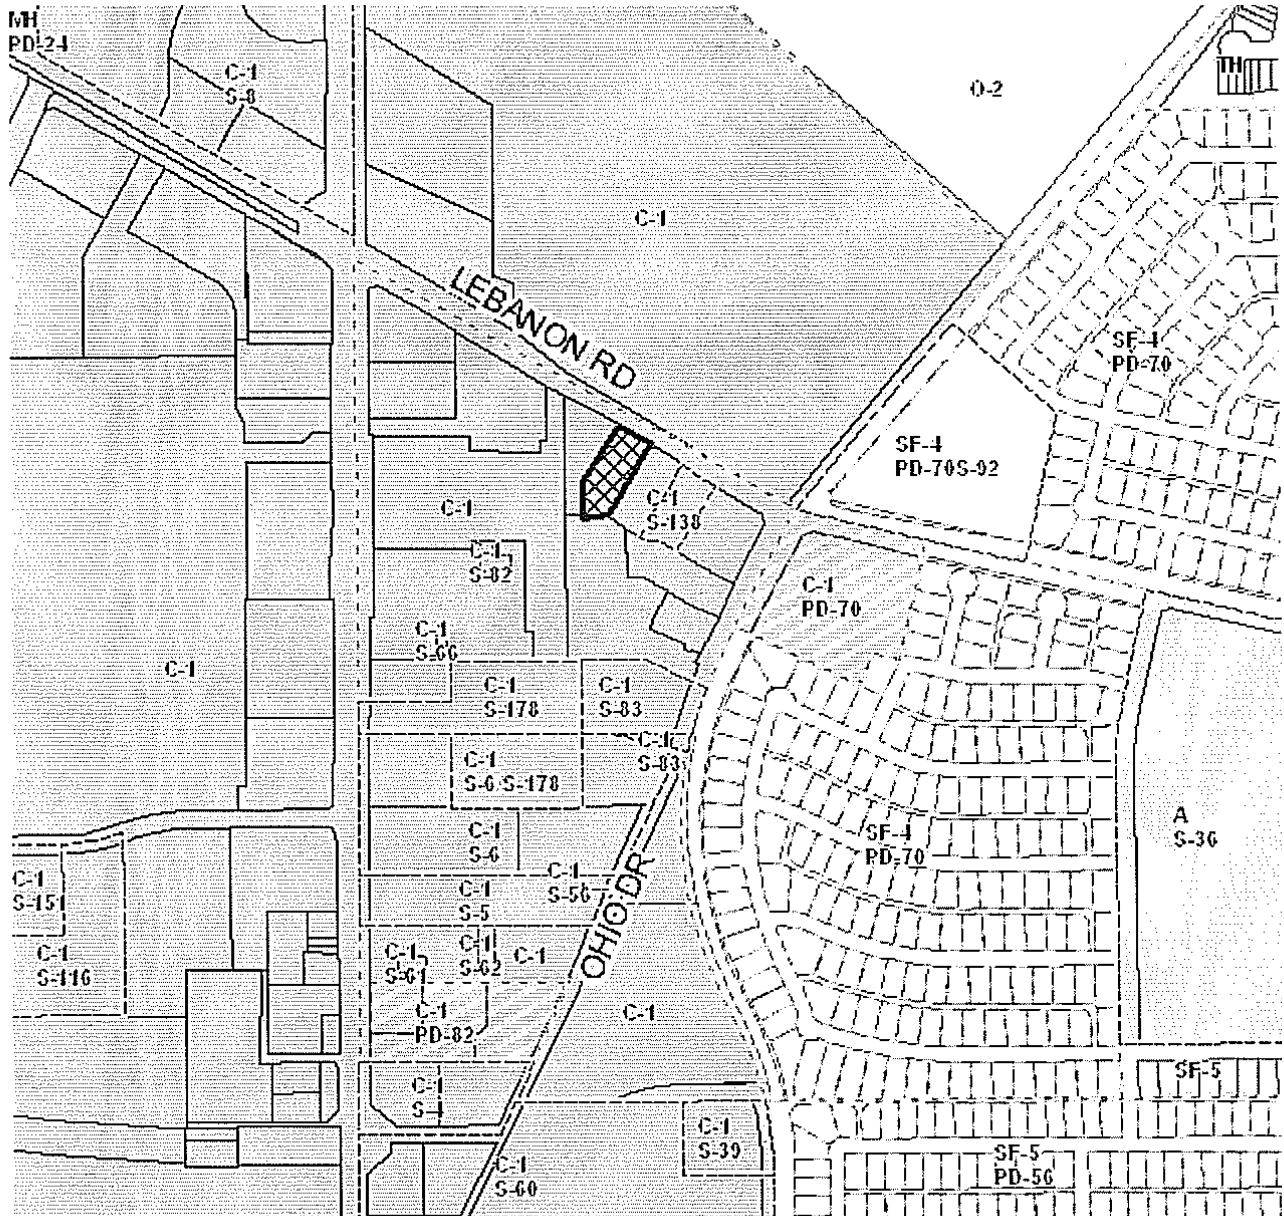 MH
PD-24
C-1
S-8
O-2
TH
C-1
LEBANON RD
SF-4
PD-70
SF-4
PD-70S-92
C-1
S-138
C-1
C-1
S-82
C-1
PD-70
C-1
S-66
C-1
C-1
S-178
C-1
S-83
C-1
S-83
C-1
S-6 S-178
C-1
S-6
SF-4
PD-70
A
S-36
C-1
S-56
C-1
S-5
C-1
S-151
OHIO DR
C-1
S-116
C-1
S-61
C-1
S-62
C-1
C-1
PD-82
C-1
C-1
SF-5
C-1
S-39
SF-5
PD-56
C-1
S-60